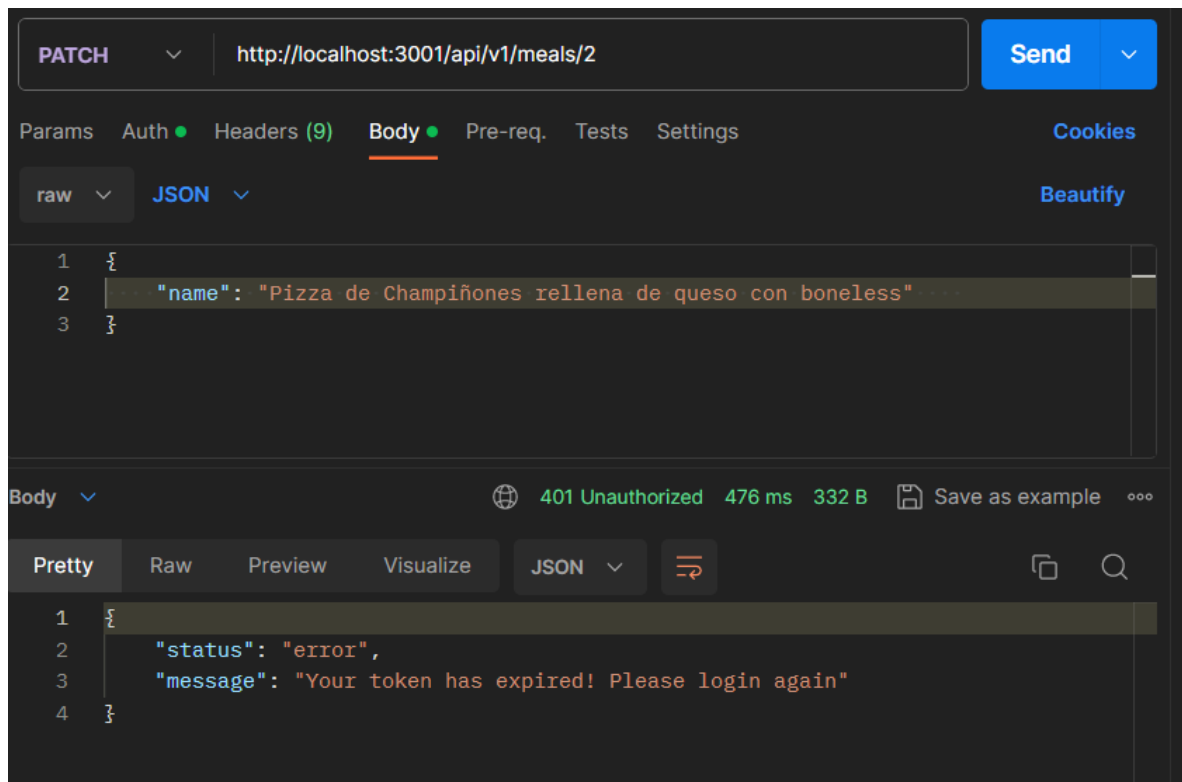 PATCH http://localhost:3001/api/v1/meals/2 Send
Params Auth Headers (9) Body Pre-req. Tests Settings Cookies
raw JSON Beautify
1 {
2 "name": "Pizza de Champiñones rellena de queso con boneless"
3 }
Body 401 Unauthorized 476 ms 332 B Save as example
Pretty Raw Preview Visualize JSON
1 {
2 "status": "error",
3 "message": "Your token has expired! Please login again"
4 }